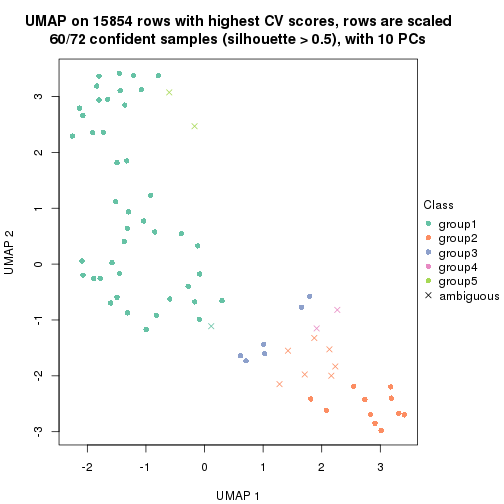 UMAP on 15854 rows with highest CV scores, rows are scaled
60/72 confident samples (silhouette > 0.5), with 10 PCs
UMAP 2
3
2
1
0
-1
-2
-3
-2
-1
0
1
2
3
UMAP 1
Class
group1
group2
group3
group4
group5
ambiguous